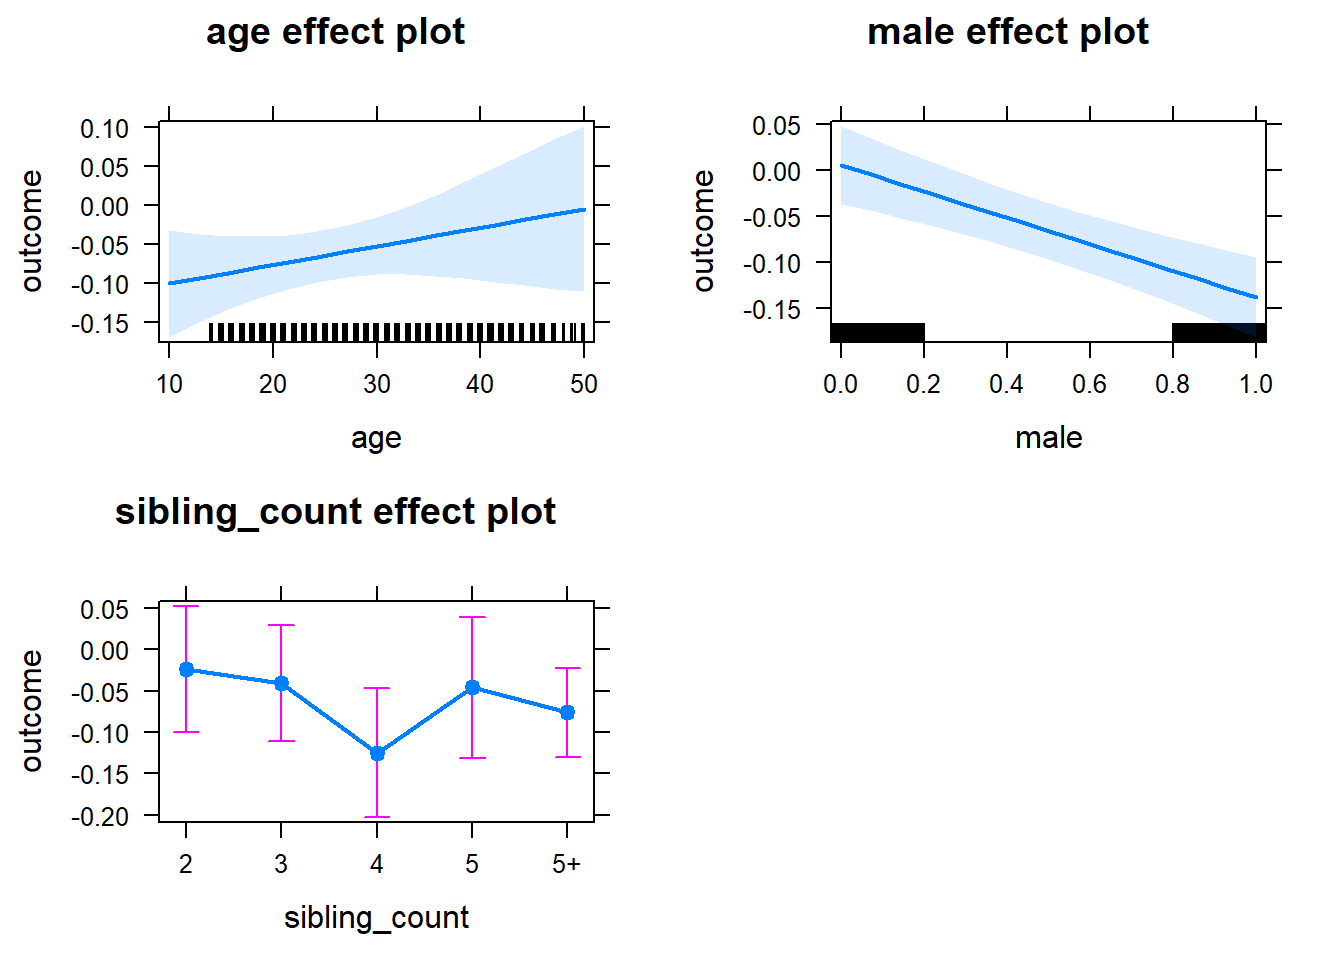 age effect plot
outcome
0.10
0.05
0.00
-0.05
-0.10
-0.15
10 20 30 40 50
age
male effect plot
outcome
0.05
0.00
-0.05
-0.10
-0.15
0.0 0.2 0.4 0.6 0.8 1.0
male
sibling_count effect plot
outcome
0.05
0.00
-0.05
-0.10
-0.15
-0.20
2 3 4 5 5+
sibling_count